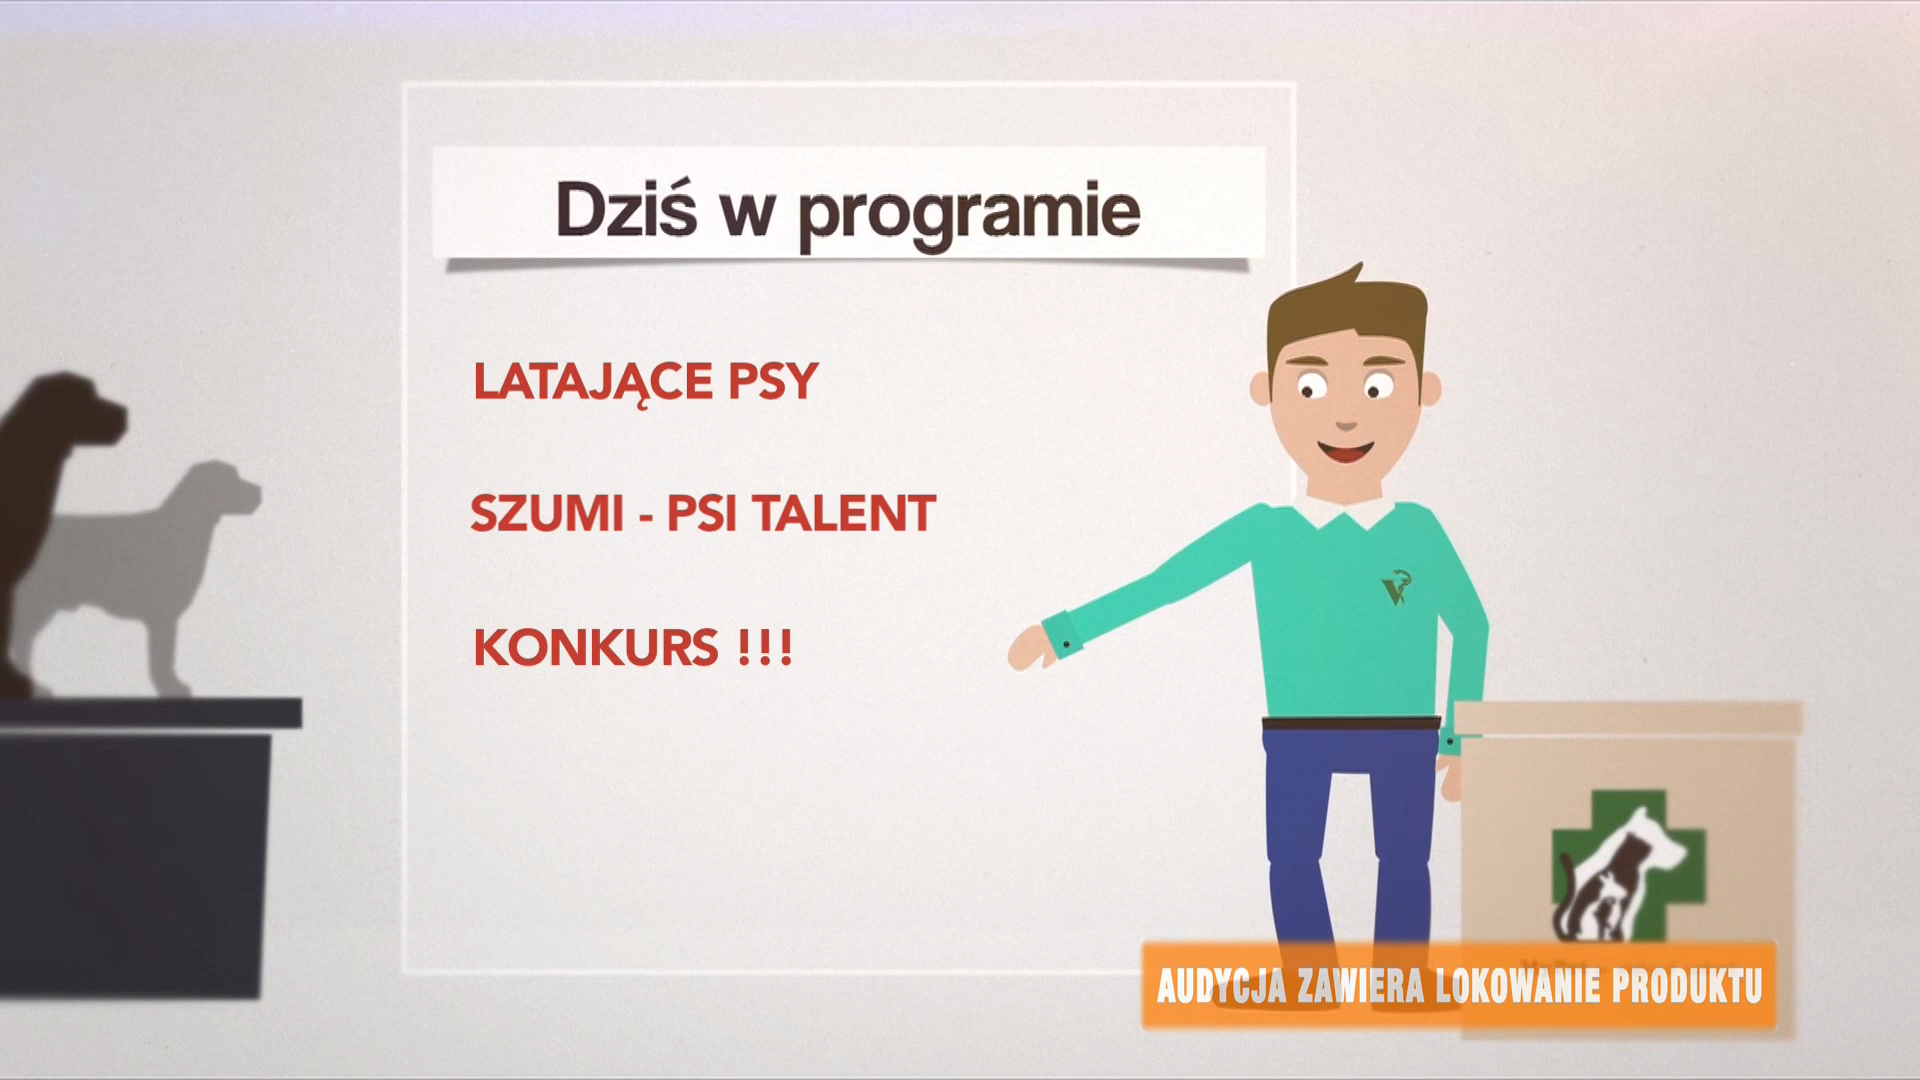 Dziś w programie
LATAJĄCE PSY
SZUMI - PSI TALENT
KONKURS !!!
AUDYCJA ZAWIERA LOKOWANIE PRODUKTU